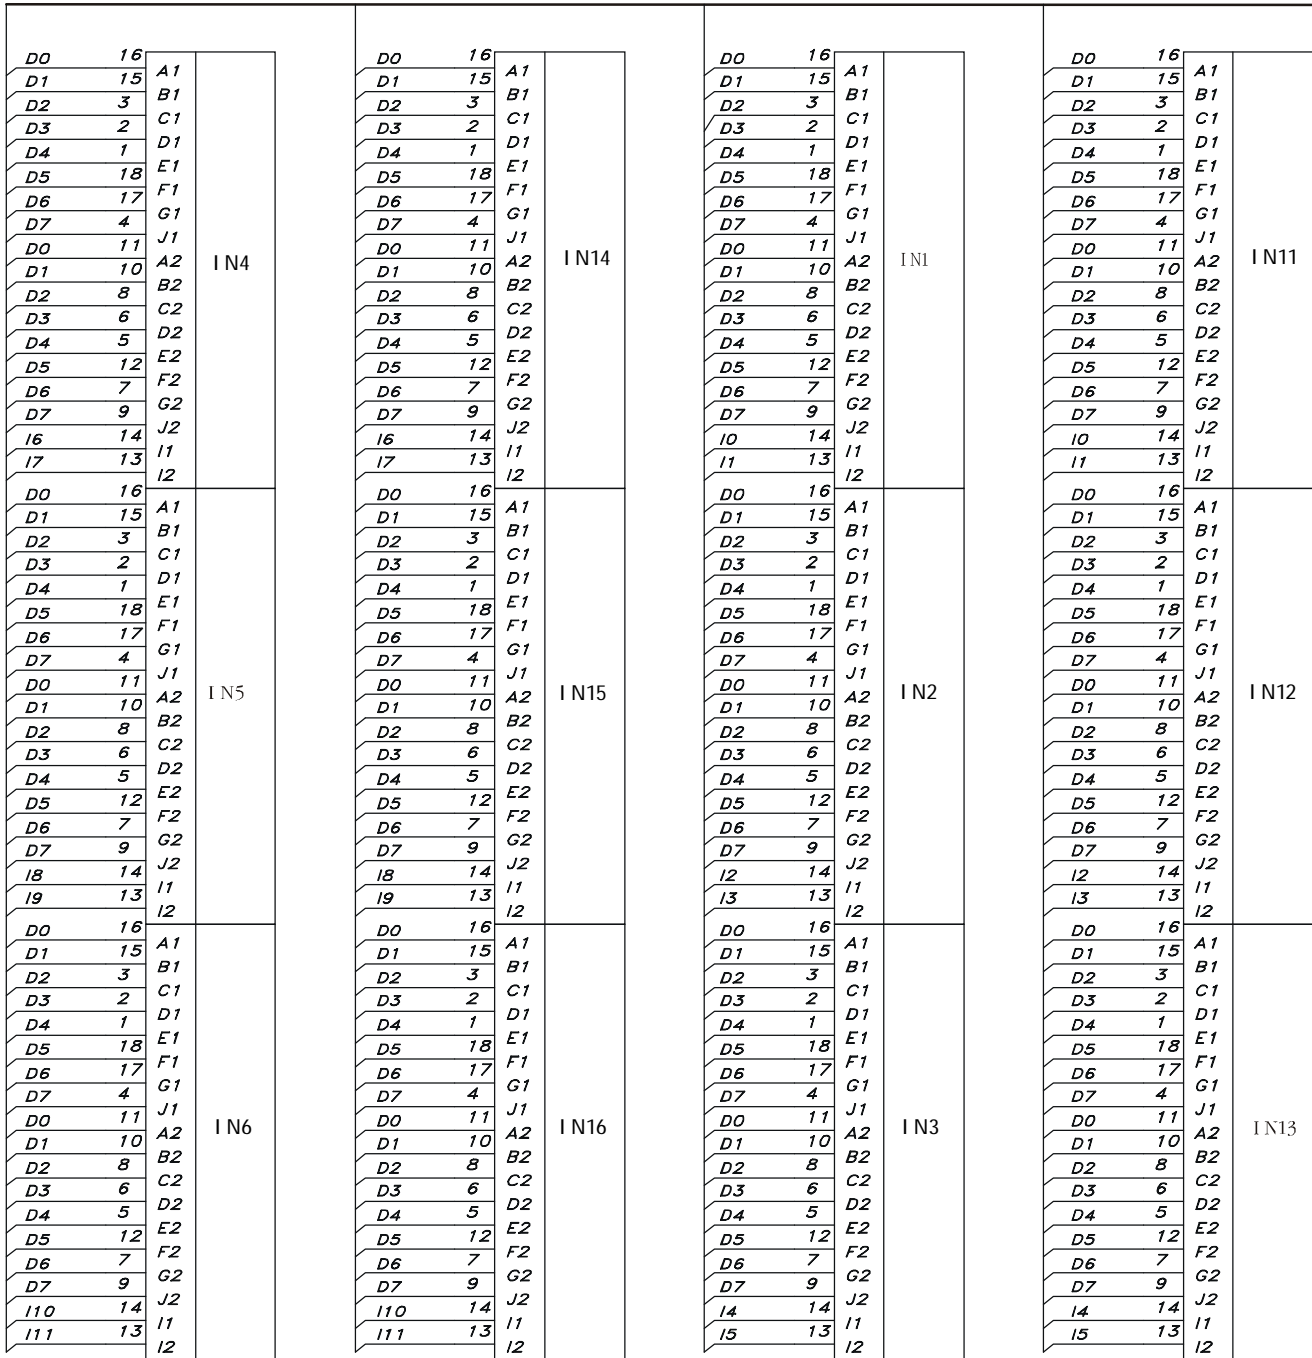 D0 16 A1
D1 15 B1
D2 3 C1
D3 2 D1
D4 1 E1
D5 18 F1
D6 17 G1
D7 4 J1
D0 11 A2 IN4
D1 10 B2
D2 8 C2
D3 6 D2
D4 5 E2
D5 12 F2
D6 7 G2
D7 9 J2
I6 14 I1
I7 13 I2
D0 16 A1
D1 15 B1
D2 3 C1
D3 2 D1
D4 1 E1
D5 18 F1
D6 17 G1
D7 4 J1
D0 11 A2 IN5
D1 10 B2
D2 8 C2
D3 6 D2
D4 5 E2
D5 12 F2
D6 7 G2
D7 9 J2
I8 14 I1
I9 13 I2
D0 16 A1
D1 15 B1
D2 3 C1
D3 2 D1
D4 1 E1
D5 18 F1
D6 17 G1
D7 4 J1
D0 11 A2 IN6
D1 10 B2
D2 8 C2
D3 6 D2
D4 5 E2
D5 12 F2
D6 7 G2
D7 9 J2
I10 14 I1
I11 13 I2
D0 16 A1
D1 15 B1
D2 3 C1
D3 2 D1
D4 1 E1
D5 18 F1
D6 17 G1
D7 4 J1
D0 11 A2 IN14
D1 10 B2
D2 8 C2
D3 6 D2
D4 5 E2
D5 12 F2
D6 7 G2
D7 9 J2
I6 14 I1
I7 13 I2
D0 16 A1
D1 15 B1
D2 3 C1
D3 2 D1
D4 1 E1
D5 18 F1
D6 17 G1
D7 4 J1
D0 11 A2 IN15
D1 10 B2
D2 8 C2
D3 6 D2
D4 5 E2
D5 12 F2
D6 7 G2
D7 9 J2
I8 14 I1
I9 13 I2
D0 16 A1
D1 15 B1
D2 3 C1
D3 2 D1
D4 1 E1
D5 18 F1
D6 17 G1
D7 4 J1
D0 11 A2 IN16
D1 10 B2
D2 8 C2
D3 6 D2
D4 5 E2
D5 12 F2
D6 7 G2
D7 9 J2
I10 14 I1
I11 13 I2
D0 16 A1
D1 15 B1
D2 3 C1
D3 2 D1
D4 1 E1
D5 18 F1
D6 17 G1
D7 4 J1
D0 11 A2 IN1
D1 10 B2
D2 8 C2
D3 6 D2
D4 5 E2
D5 12 F2
D6 7 G2
D7 9 J2
I0 14 I1
I1 13 I2
D0 16 A1
D1 15 B1
D2 3 C1
D3 2 D1
D4 1 E1
D5 18 F1
D6 17 G1
D7 4 J1
D0 11 A2 IN2
D1 10 B2
D2 8 C2
D3 6 D2
D4 5 E2
D5 12 F2
D6 7 G2
D7 9 J2
I2 14 I1
I3 13 I2
D0 16 A1
D1 15 B1
D2 3 C1
D3 2 D1
D4 1 E1
D5 18 F1
D6 17 G1
D7 4 J1
D0 11 A2 IN3
D1 10 B2
D2 8 C2
D3 6 D2
D4 5 E2
D5 12 F2
D6 7 G2
D7 9 J2
I4 14 I1
I5 13 I2
D0 16 A1
D1 15 B1
D2 3 C1
D3 2 D1
D4 1 E1
D5 18 F1
D6 17 G1
D7 4 J1
D0 11 A2 IN11
D1 10 B2
D2 8 C2
D3 6 D2
D4 5 E2
D5 12 F2
D6 7 G2
D7 9 J2
I0 14 I1
I1 13 I2
D0 16 A1
D1 15 B1
D2 3 C1
D3 2 D1
D4 1 E1
D5 18 F1
D6 17 G1
D7 4 J1
D0 11 A2 IN12
D1 10 B2
D2 8 C2
D3 6 D2
D4 5 E2
D5 12 F2
D6 7 G2
D7 9 J2
I2 14 I1
I3 13 I2
D0 16 A1
D1 15 B1
D2 3 C1
D3 2 D1
D4 1 E1
D5 18 F1
D6 17 G1
D7 4 J1
D0 11 A2 IN13
D1 10 B2
D2 8 C2
D3 6 D2
D4 5 E2
D5 12 F2
D6 7 G2
D7 9 J2
I4 14 I1
I5 13 I2